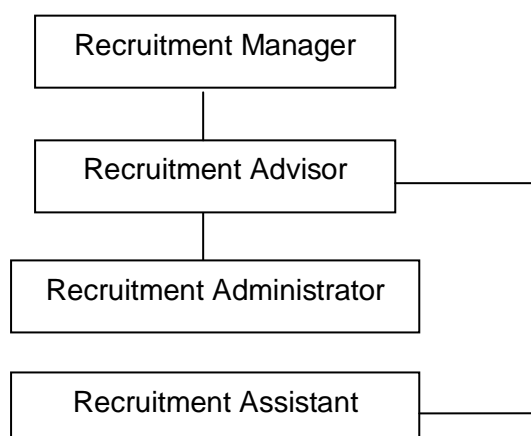 Recruitment Manager
Recruitment Advisor
Recruitment Administrator
Recruitment Assistant